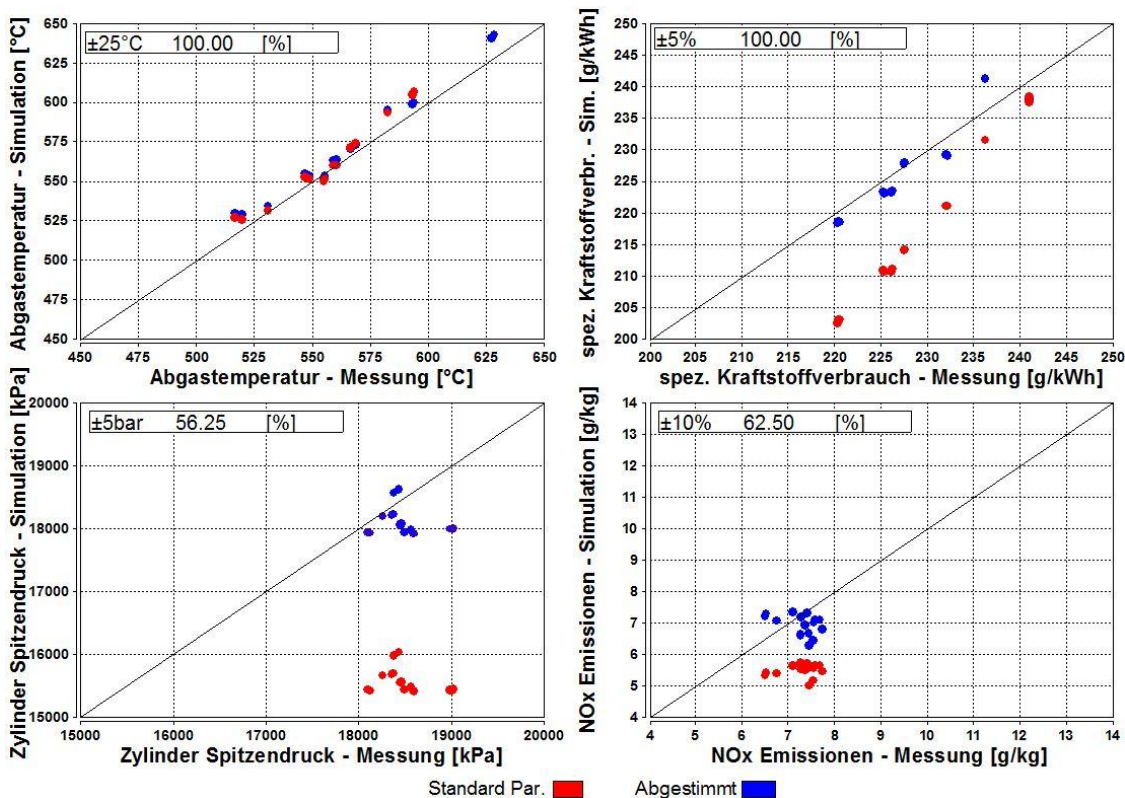 Abgastemperatur - Simulation [°C]
650
625
600
575
550
525
500
475
450
±25°C 100.00 [%]
450 475 500 525 550 575 600 625 650
Abgastemperatur - Messung [°C]
spez. Kraftstoffverbr. - Sim. [g/kWh]
250
245
240
235
230
225
220
215
210
205
200
±5% 100.00 [%]
200 205 210 215 220 225 230 235 240 245 250
spez. Kraftstoffverbrauch - Messung [g/kWh]
Zylinder Spitzendruck - Simulation [kPa]
20000
19000
18000
17000
16000
15000
±5bar 56.25 [%]
15000 16000 17000 18000 19000 20000
Zylinder Spitzendruck - Messung [kPa]
NOx Emissionen - Simulation [g/kg]
14
13
12
11
10
9
8
7
6
5
4
±10% 62.50 [%]
4 5 6 7 8 9 10 11 12 13 14
NOx Emissionen - Messung [g/kg]
Standard Par. Abgestimmt